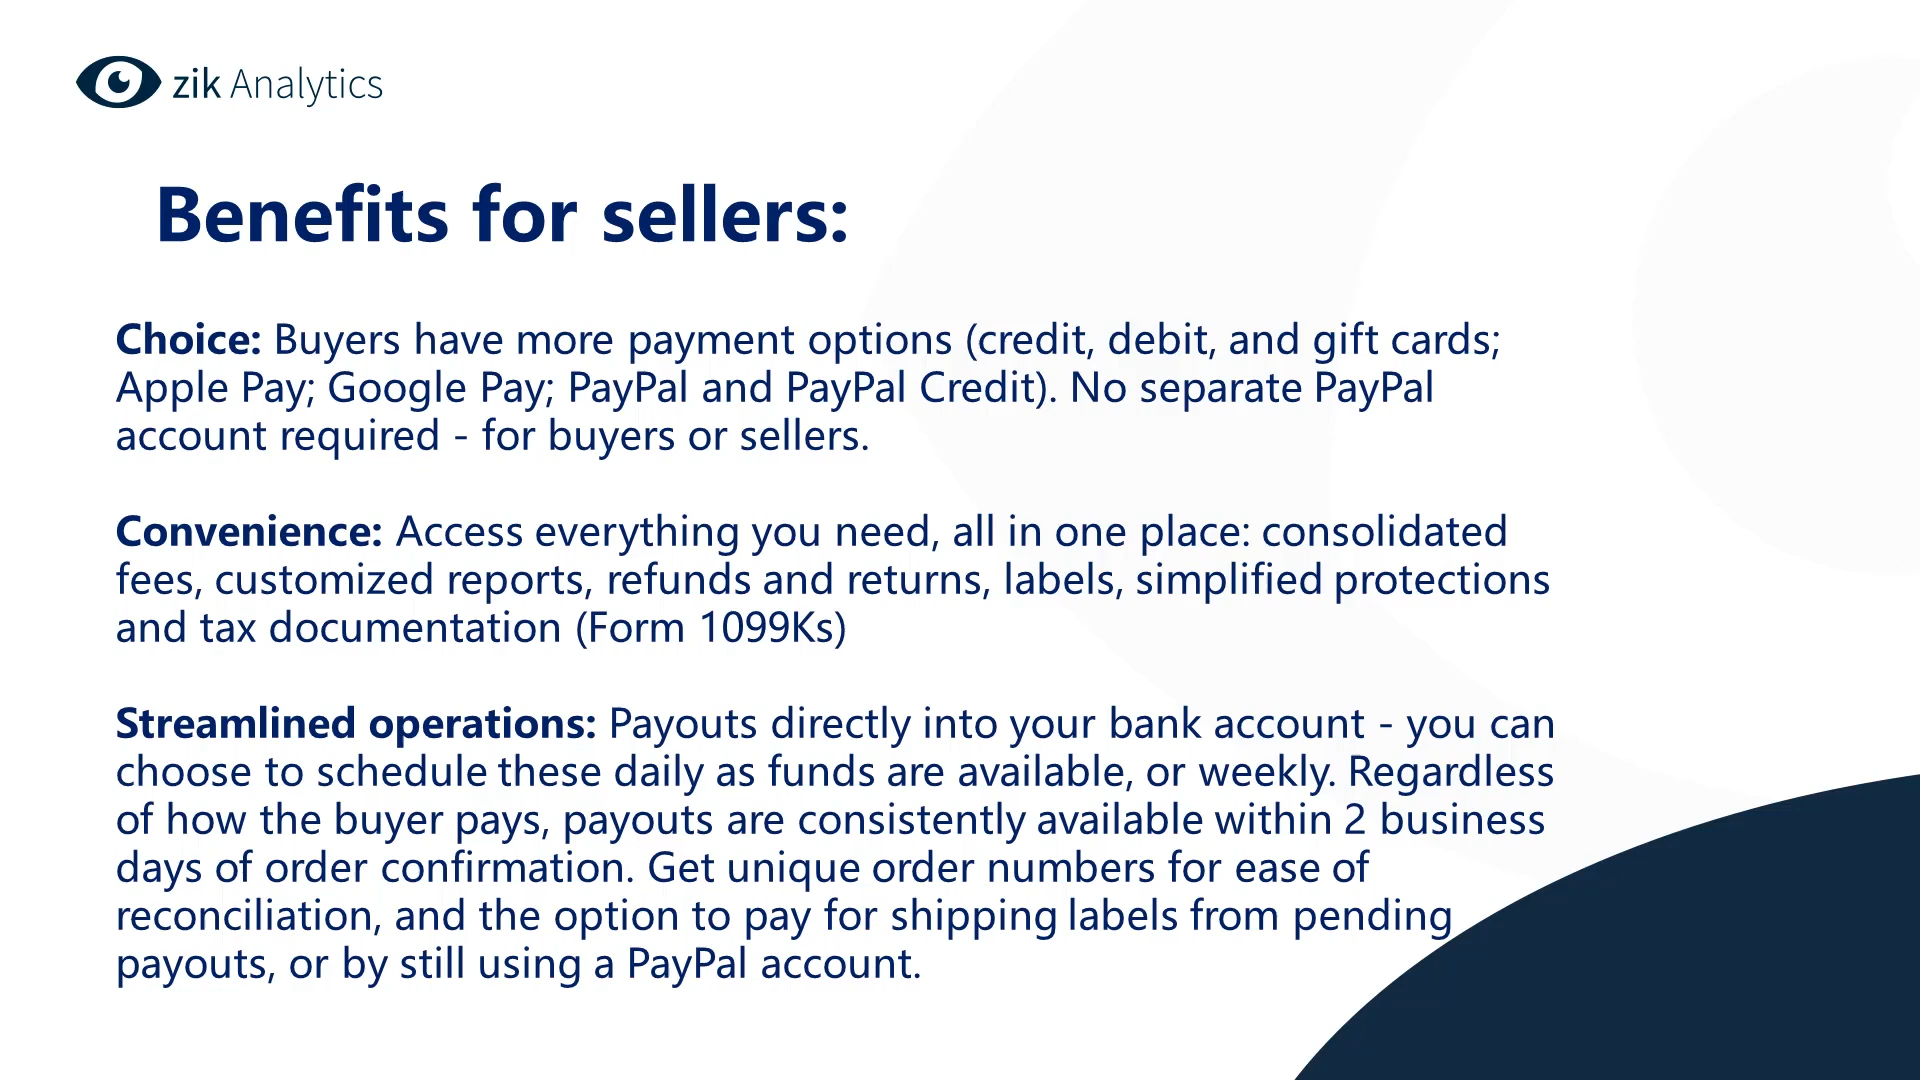 zik Analytics
Benefits for sellers:
Choice: Buyers have more payment options (credit, debit, and gift cards;
Apple Pay; Google Pay; PayPal and PayPal Credit). No separate PayPal
account required - for buyers or sellers.
Convenience: Access everything you need, all in one place: consolidated
fees, customized reports, refunds and returns, labels, simplified protections
and tax documentation (Form 1099Ks)
Streamlined operations: Payouts directly into your bank account - you can
choose to schedule these daily as funds are available, or weekly. Regardless
of how the buyer pays, payouts are consistently available within 2 business
days of order confirmation. Get unique order numbers for ease of
reconciliation, and the option to pay for shipping labels from pending
payouts, or by still using a PayPal account.